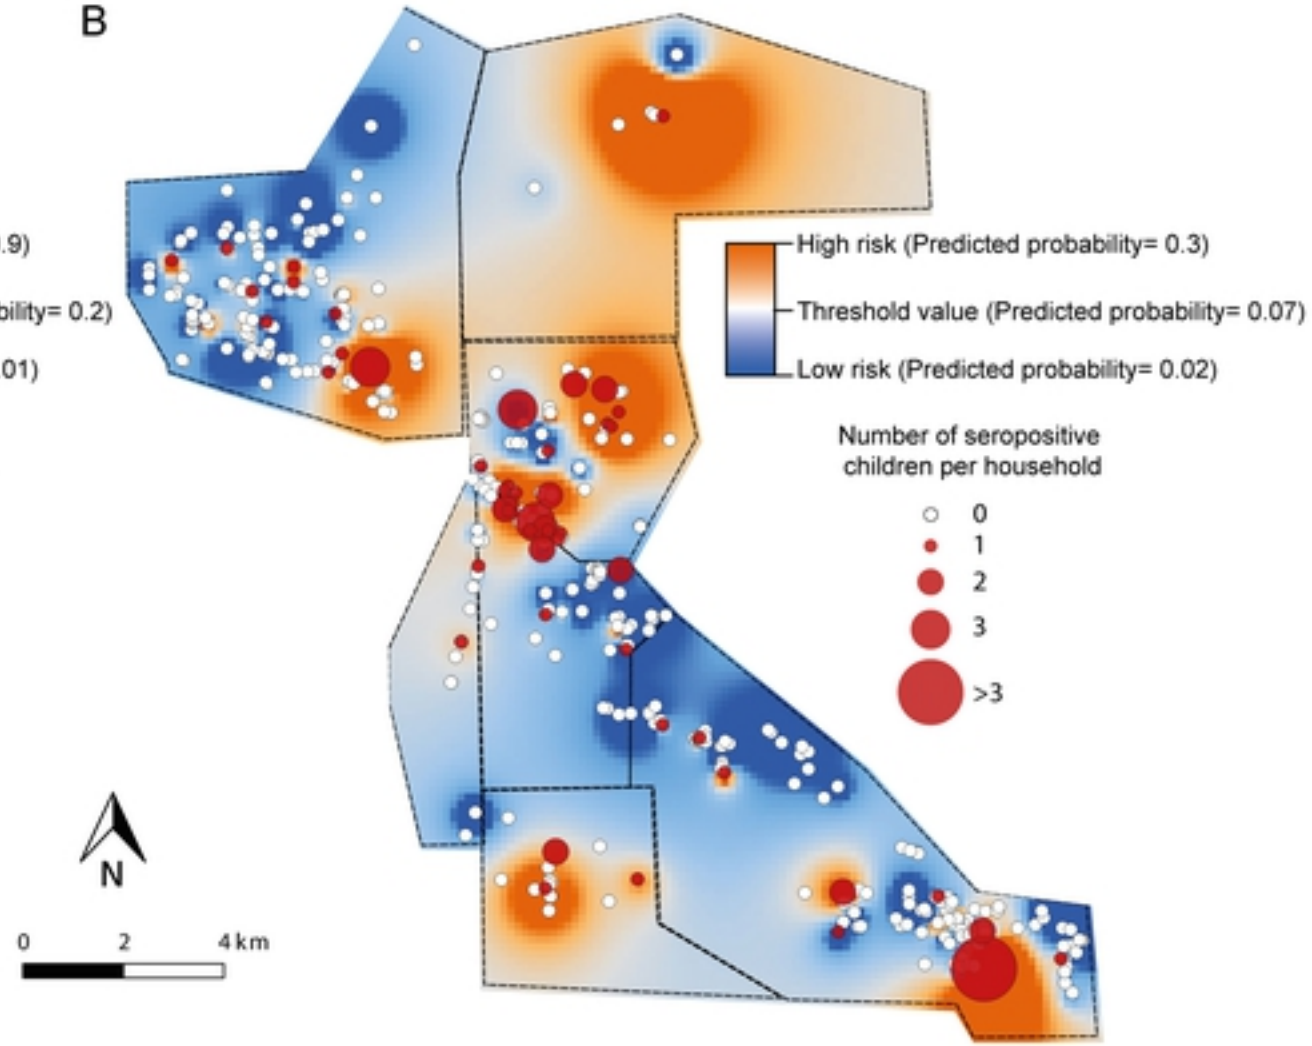 B
.9)
bility= 0.2)
.01)
High risk (Predicted probability= 0.3)
Threshold value (Predicted probability= 0.07)
Low risk (Predicted probability= 0.02)
Number of seropositive
children per household
0
1
2
3
>3
N
0 2 4 km